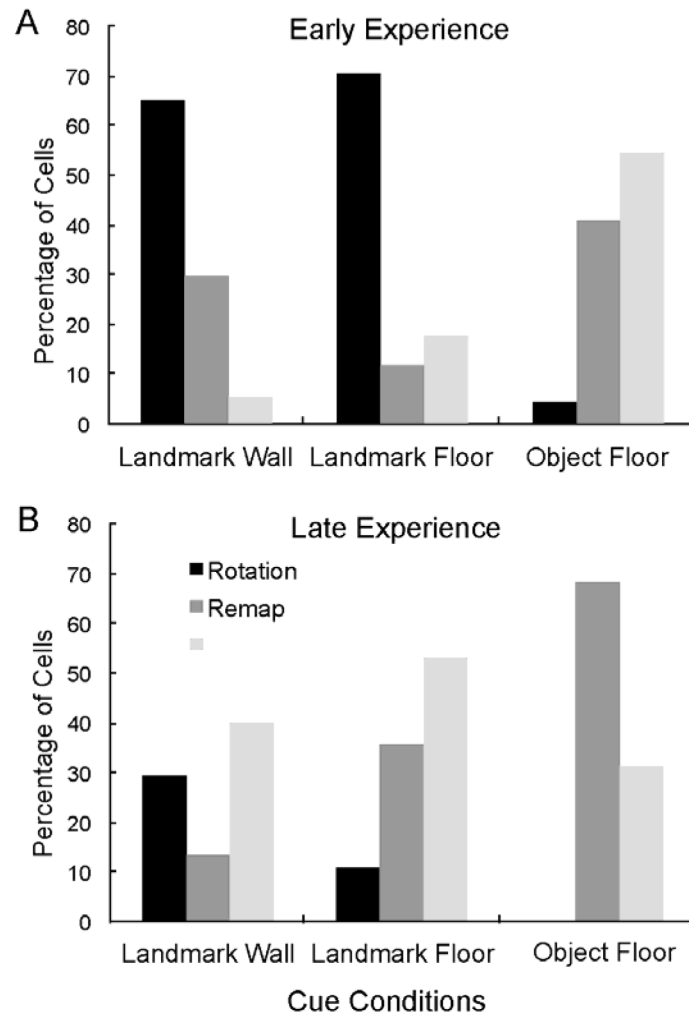 A
Early Experience
80
70
60
50
40
30
20
10
0
Percentage of Cells
Landmark Wall Landmark Floor Object Floor
B
Late Experience
80
70
60
50
40
30
20
10
0
Percentage of Cells
Rotation
Remap
Landmark Wall Landmark Floor Object Floor
Cue Conditions